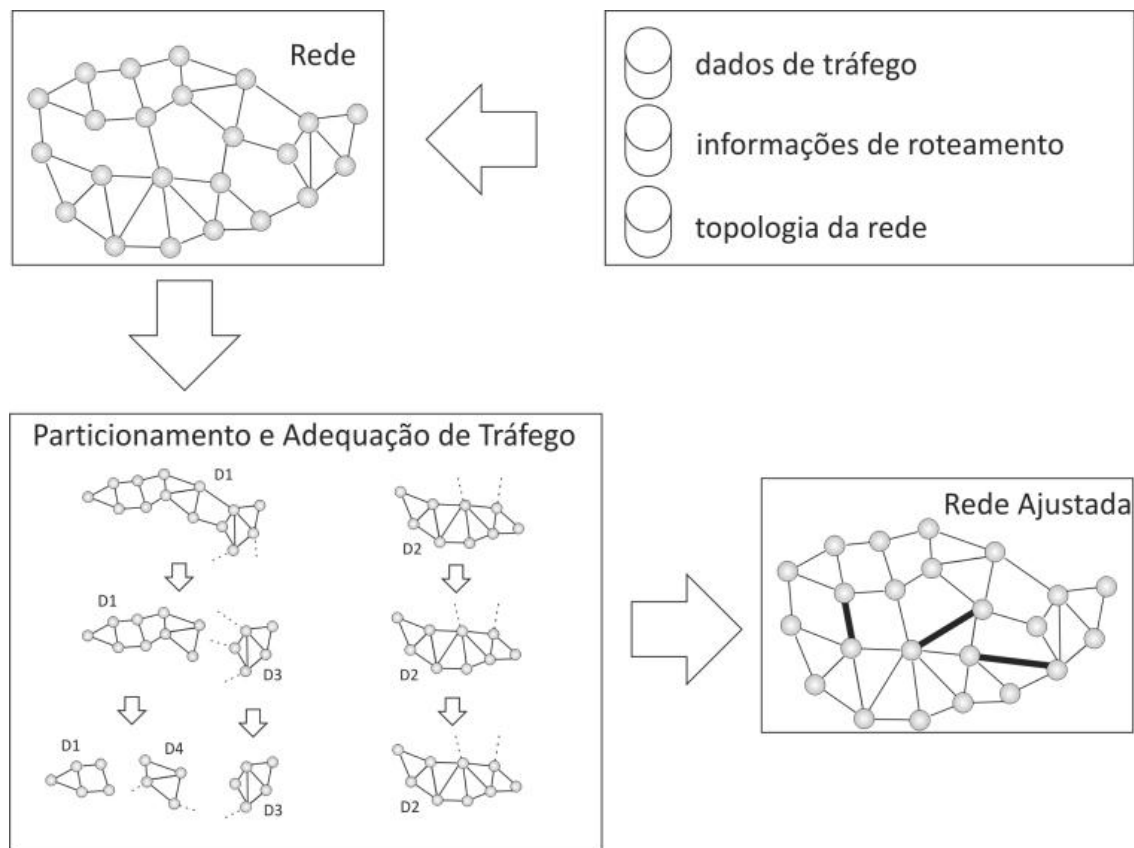 Rede
dados de tráfego
informações de roteamento
topologia da rede
Particionamento e Adequação de Tráfego
D1
D2
D1
D3
D2
D1
D4
D3
D2
Rede Ajustada